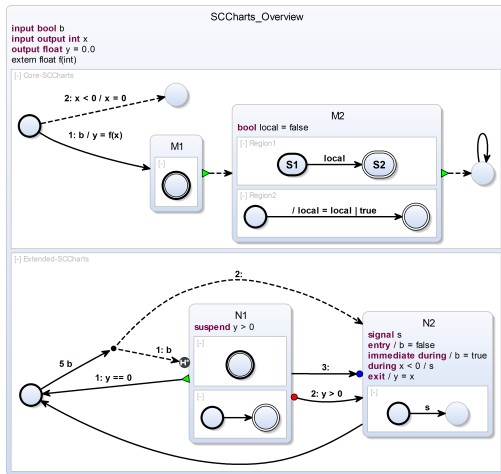 SCCharts_Overview
input bool b
input output int x
output float y = 0.0
extern float f(int)
[-] Core-SCCharts
2: x < 0 / x = 0
1: b / y = f(x)
M1
[-]
M2
bool local = false
[-] Region1
S1
local
S2
[-] Region2
/ local = local | true
[-] Extended-SCCharts
2:
5 b
1: b
H*
1: y == 0
N1
suspend y > 0
[-]
[-]
3:
2: y > 0
N2
signal s
entry / b = false
immediate during / b = true
during x < 0 / s
exit / y = x
[-]
s